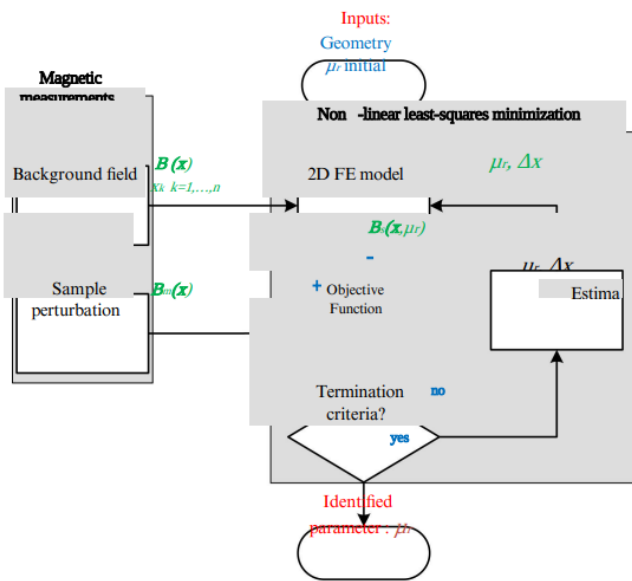 Inputs:
Geometry
μr initial
Magnetic
measurements
Non -linear least-squares minimization
Background field
B(x)
xk k=1,...,n
2D FE model
μr, Δx
Bs(x,μr)
-
Sample
perturbation
Bm(x)
+ Objective
Function
μr, Δx
Estima
Termination
criteria?
no
yes
Identified
parameter : μr